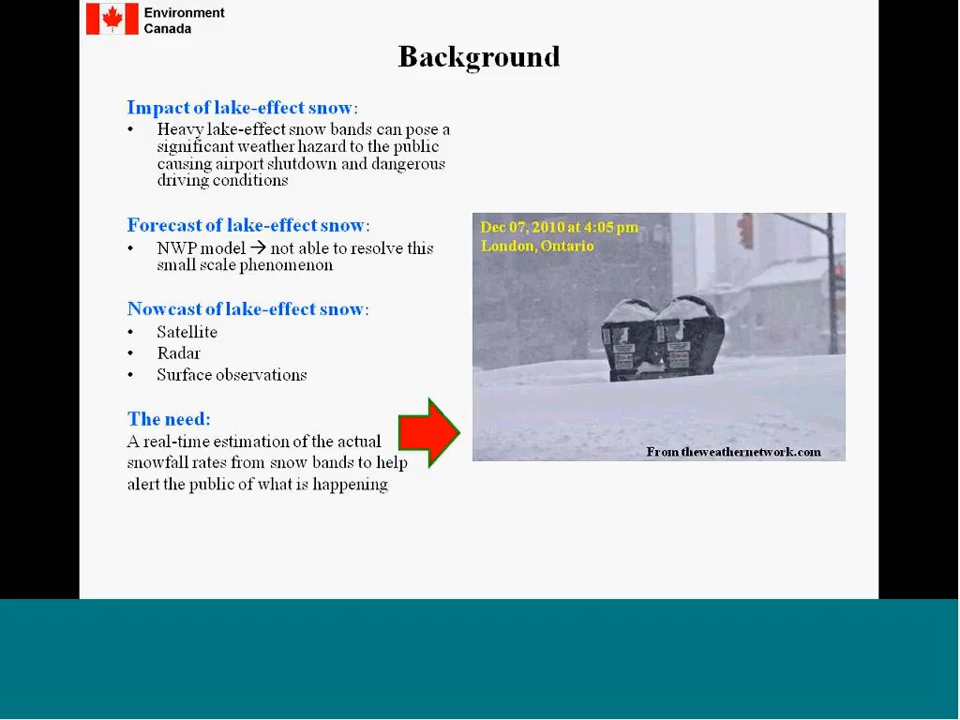 Environment
Canada
Background
Impact of lake-effect snow:
• Heavy lake-effect snow bands can pose a
significant weather hazard to the public
causing airport shutdown and dangerous
driving conditions
Forecast of lake-effect snow:
• NWP model → not able to resolve this
small scale phenomenon
Nowcast of lake-effect snow:
• Satellite
• Radar
• Surface observations
The need:
A real-time estimation of the actual
snowfall rates from snow bands to help
alert the public of what is happening
Dec 07, 2010 at 4:05 pm
London, Ontario
From theweathernetwork.com